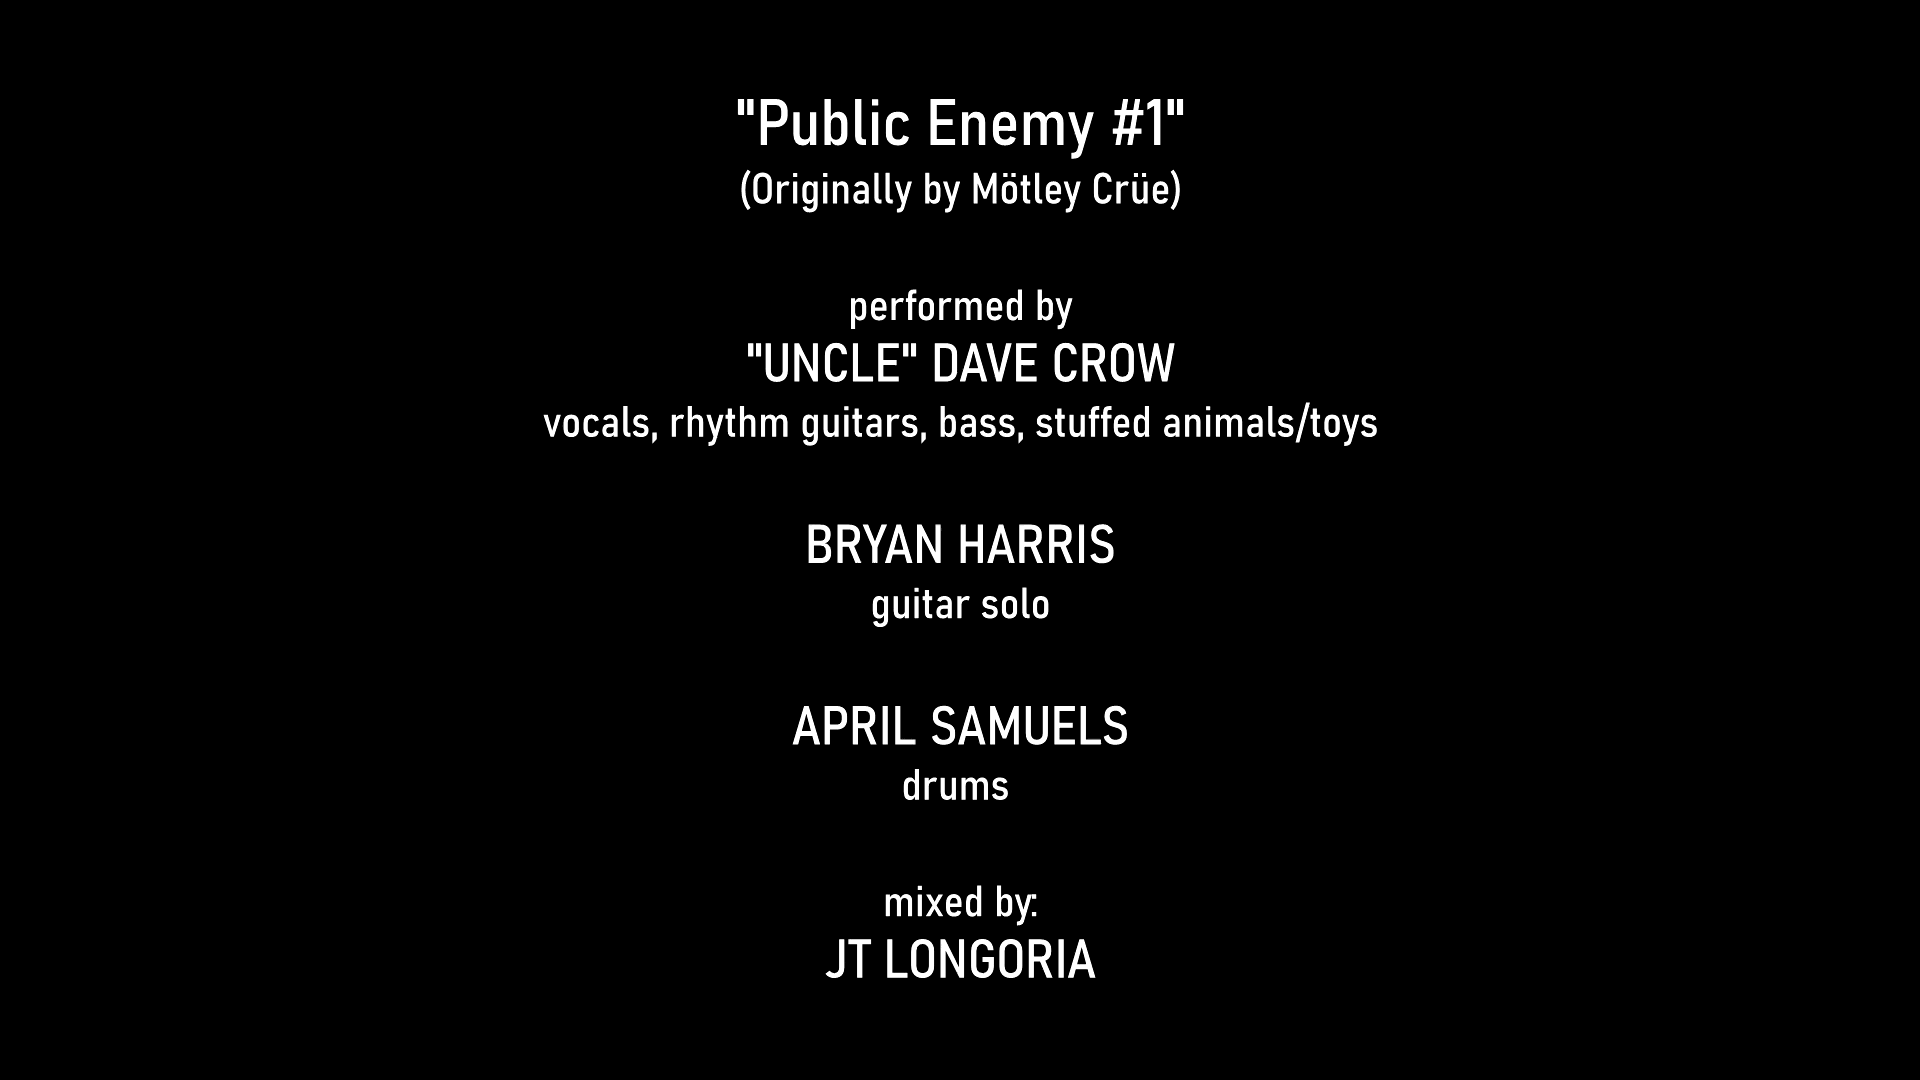 "Public Enemy #1"
(Originally by Mötley Crüe)
performed by
"UNCLE" DAVE CROW
vocals, rhythm guitars, bass, stuffed animals/toys
BRYAN HARRIS
guitar solo
APRIL SAMUELS
drums
mixed by:
JT LONGORIA